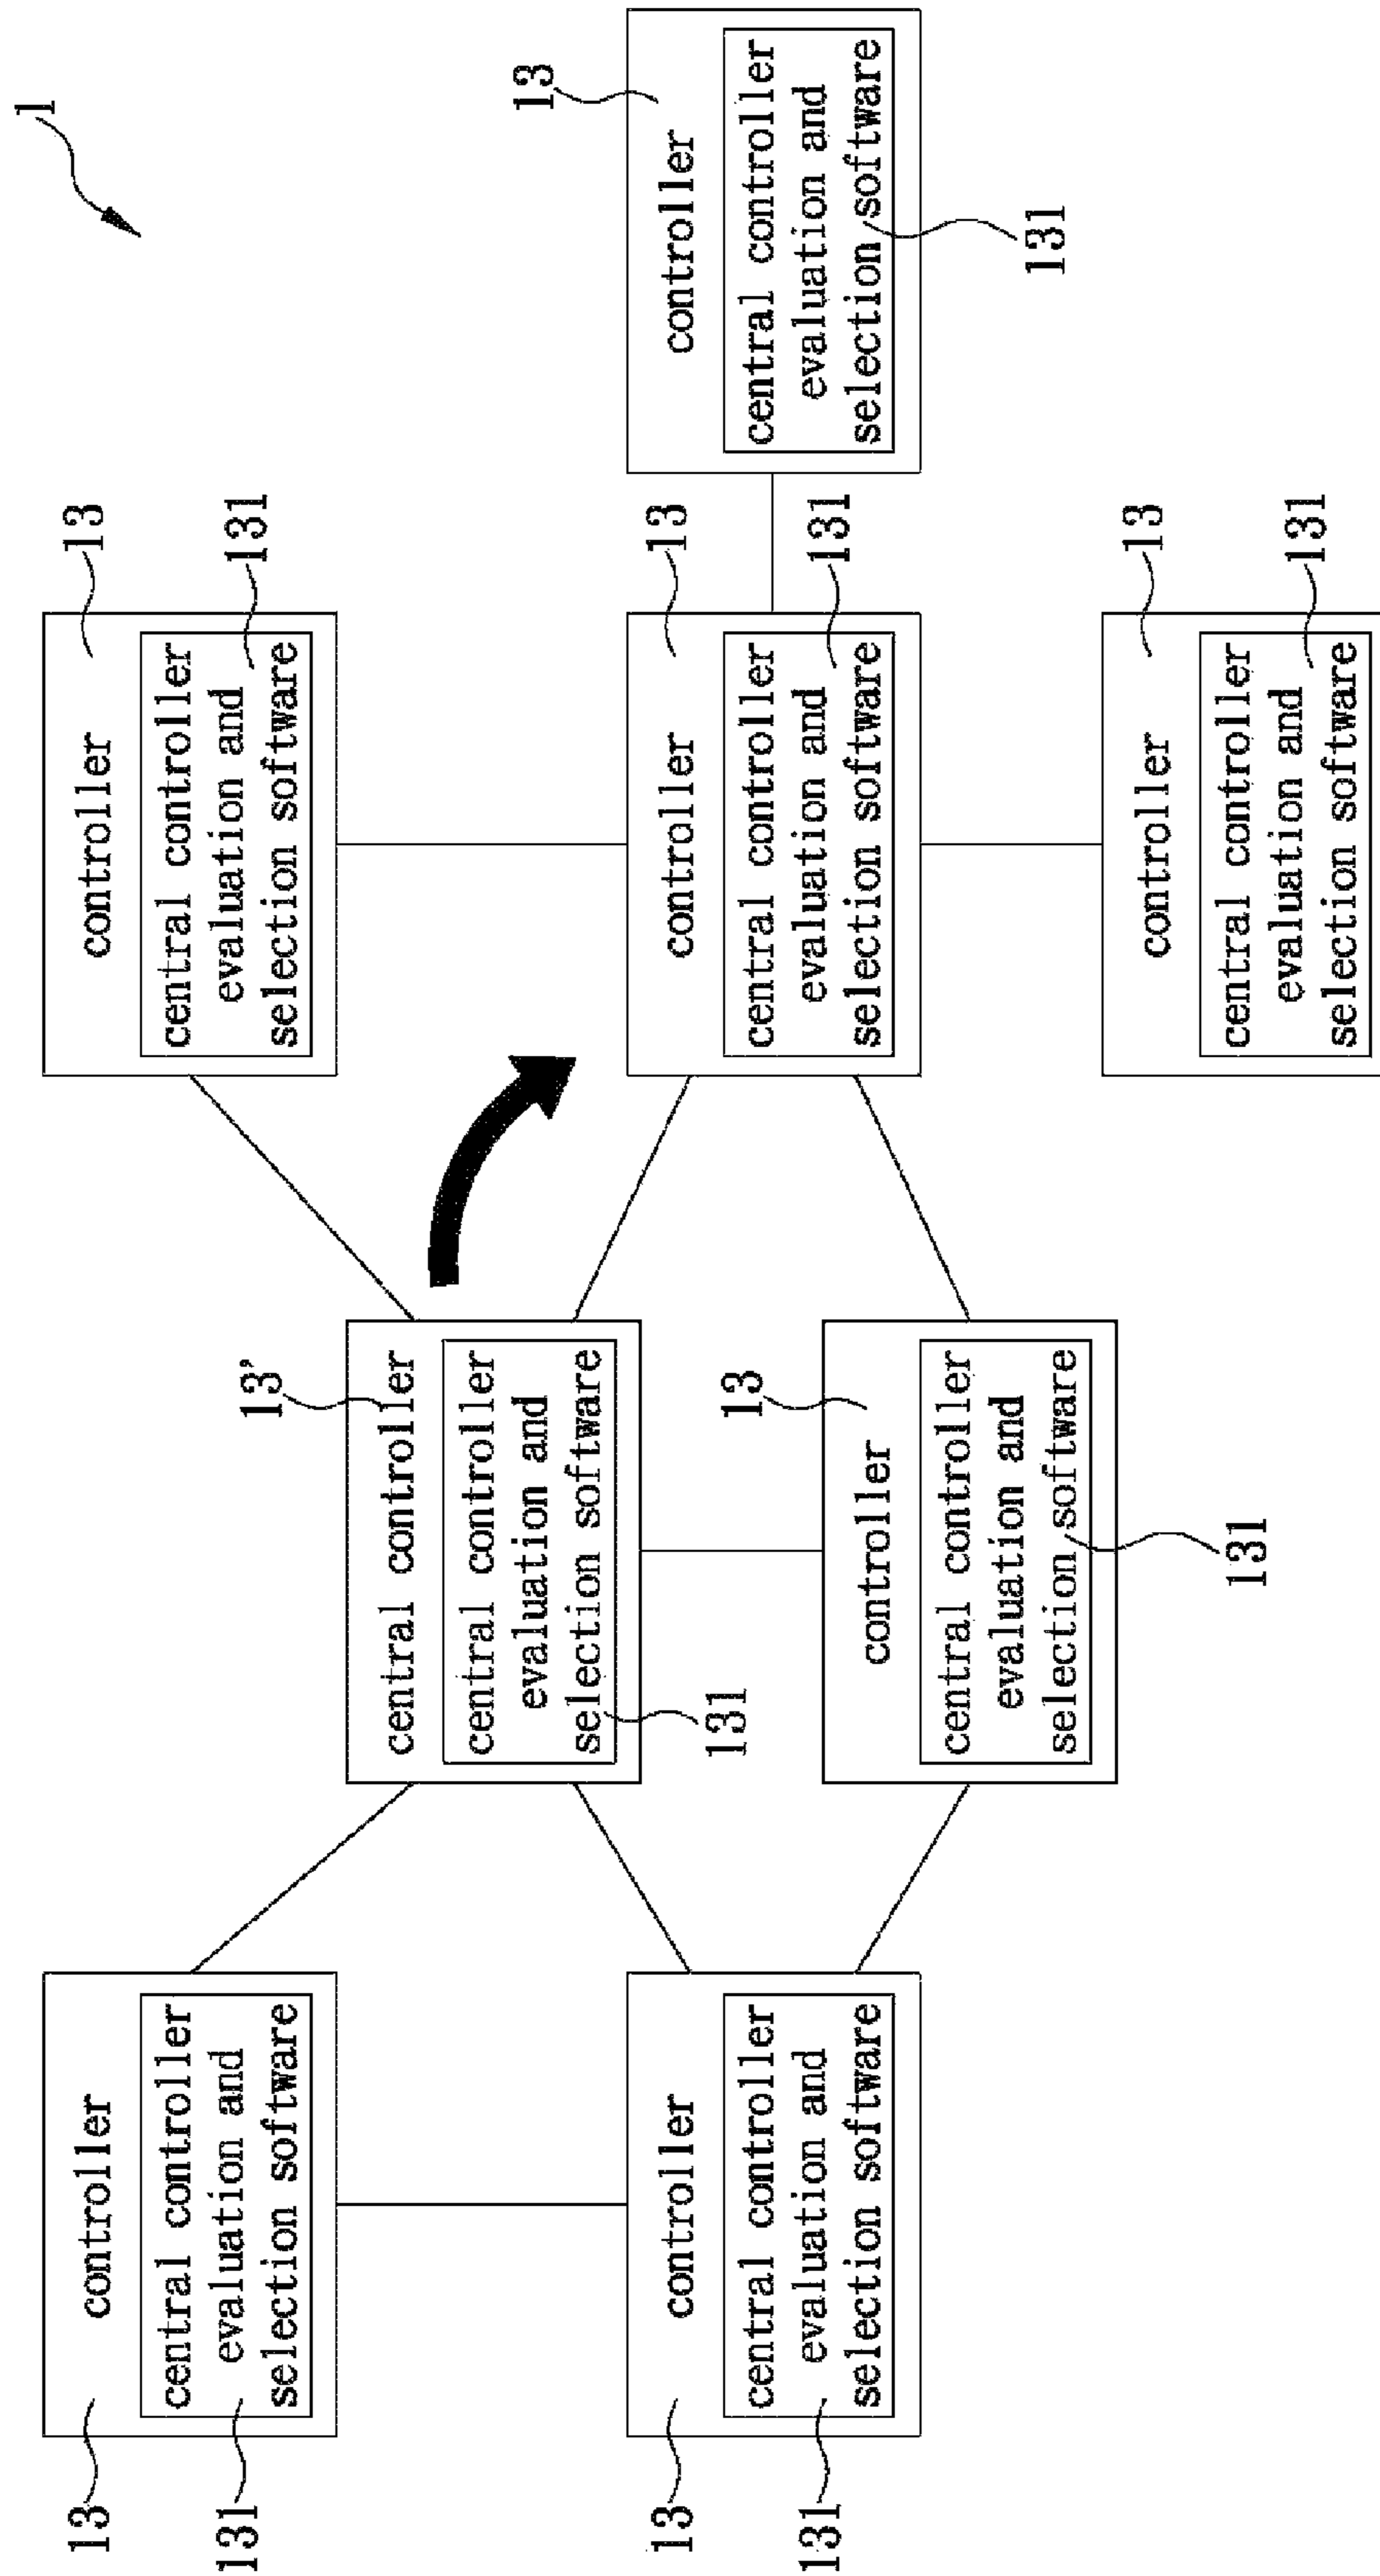 1
13
controller
central controller
evaluation and
selection software
131
13
controller
central controller
evaluation and
selection software
131
13'
central controller
central controller
evaluation and
selection software
131
13
controller
central controller
evaluation and
selection software
131
13
controller
central controller
evaluation and
selection software
131
13
controller
central controller
evaluation and
selection software
131
13
controller
central controller
evaluation and
selection software
131
13
controller
central controller
evaluation and
selection software
131